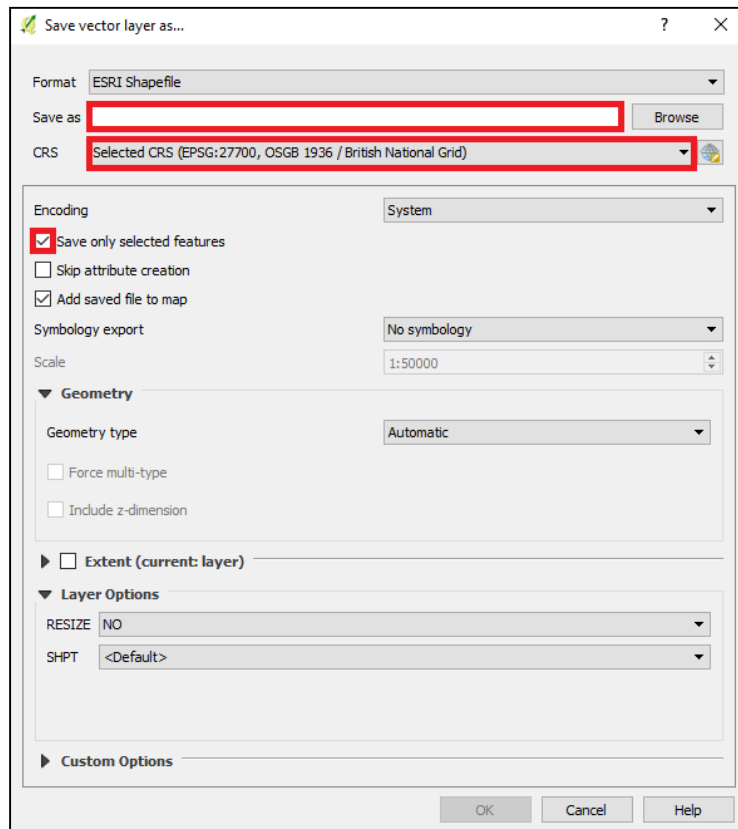 Save vector layer as...
Format ESRI Shapefile
Save as Browse
CRS Selected CRS (EPSG:27700, OSGB 1936 / British National Grid)
Encoding System
Save only selected features
Skip attribute creation
Add saved file to map
Symbology export No symbology
Scale 1:50000
Geometry
Geometry type Automatic
Force multi-type
Include z-dimension
Extent (current: layer)
Layer Options
RESIZE NO
SHPT <Default>
Custom Options
OK Cancel Help